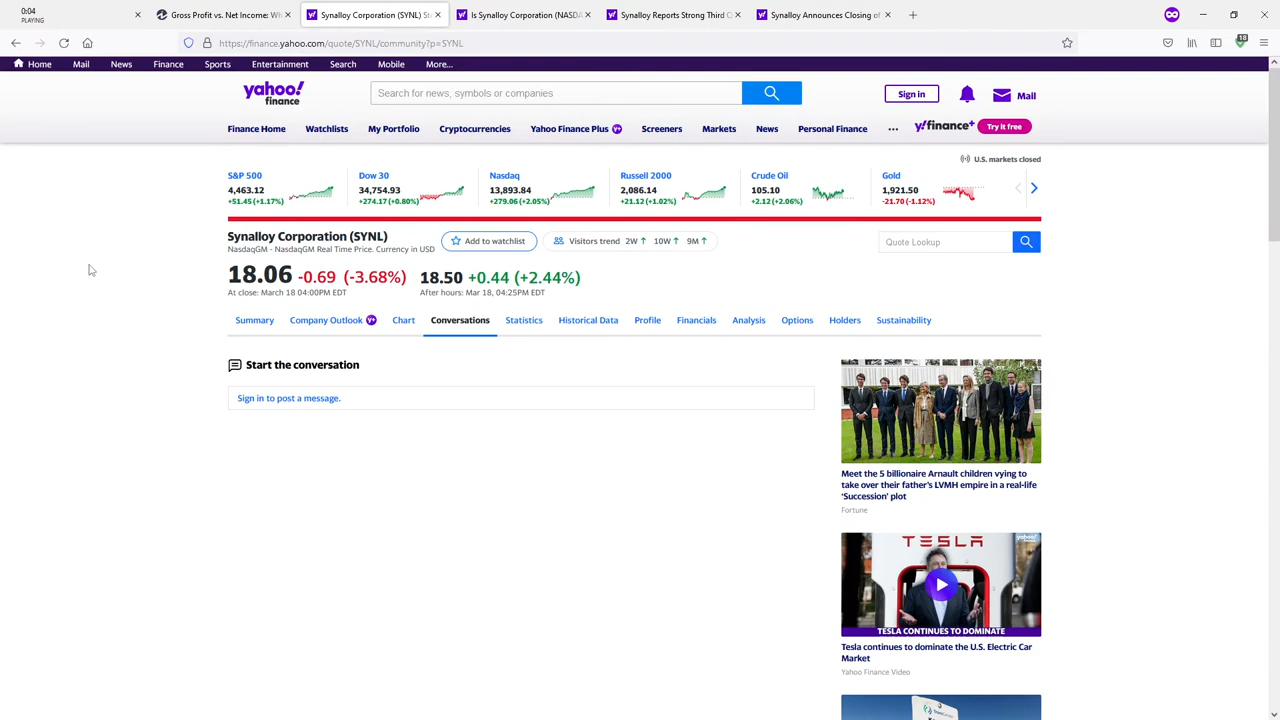 0:04
PLAYING
Gross Profit vs. Net Income: Wh
Synalloy Corporation (SYNL) St
Is Synalloy Corporation (NASDA
Synalloy Reports Strong Third C
Synalloy Announces Closing of
https://finance.yahoo.com/quote/SYNL/community?p=SYNL
18
Home Mail News Finance Sports Entertainment Search Mobile More...
yahoo!
finance
Search for news, symbols or companies
Sign in
Mail
Finance Home Watchlists My Portfolio Cryptocurrencies Yahoo Finance Plus Y+ Screeners Markets News Personal Finance ... y!finance+ Try it free
U.S. markets closed
S&P 500 Dow 30 Nasdaq Russell 2000 Crude Oil Gold
4,463.12 34,754.93 13,893.84 2,086.14 105.10 1,921.50
+51.45 (+1.17%) +274.17 (+0.80%) +279.06 (+2.05%) +21.12 (+1.02%) +2.12 (+2.06%) -21.70 (-1.12%)
Synalloy Corporation (SYNL)
NasdaqGM - NasdaqGM Real Time Price. Currency in USD
Add to watchlist
Visitors trend 2W ↑ 10W ↑ 9M ↑
Quote Lookup
18.06 -0.69 (-3.68%) 18.50 +0.44 (+2.44%)
At close: March 18 04:00PM EDT After hours: Mar 18, 04:25PM EDT
Summary Company Outlook Y+ Chart Conversations Statistics Historical Data Profile Financials Analysis Options Holders Sustainability
Start the conversation
Sign in to post a message.
Meet the 5 billionaire Arnault children vying to
take over their father's LVMH empire in a real-life
'Succession' plot
Fortune
yahoo!
TESLA
TESLA CONTINUES TO DOMINATE
Tesla continues to dominate the U.S. Electric Car
Market
Yahoo Finance Video